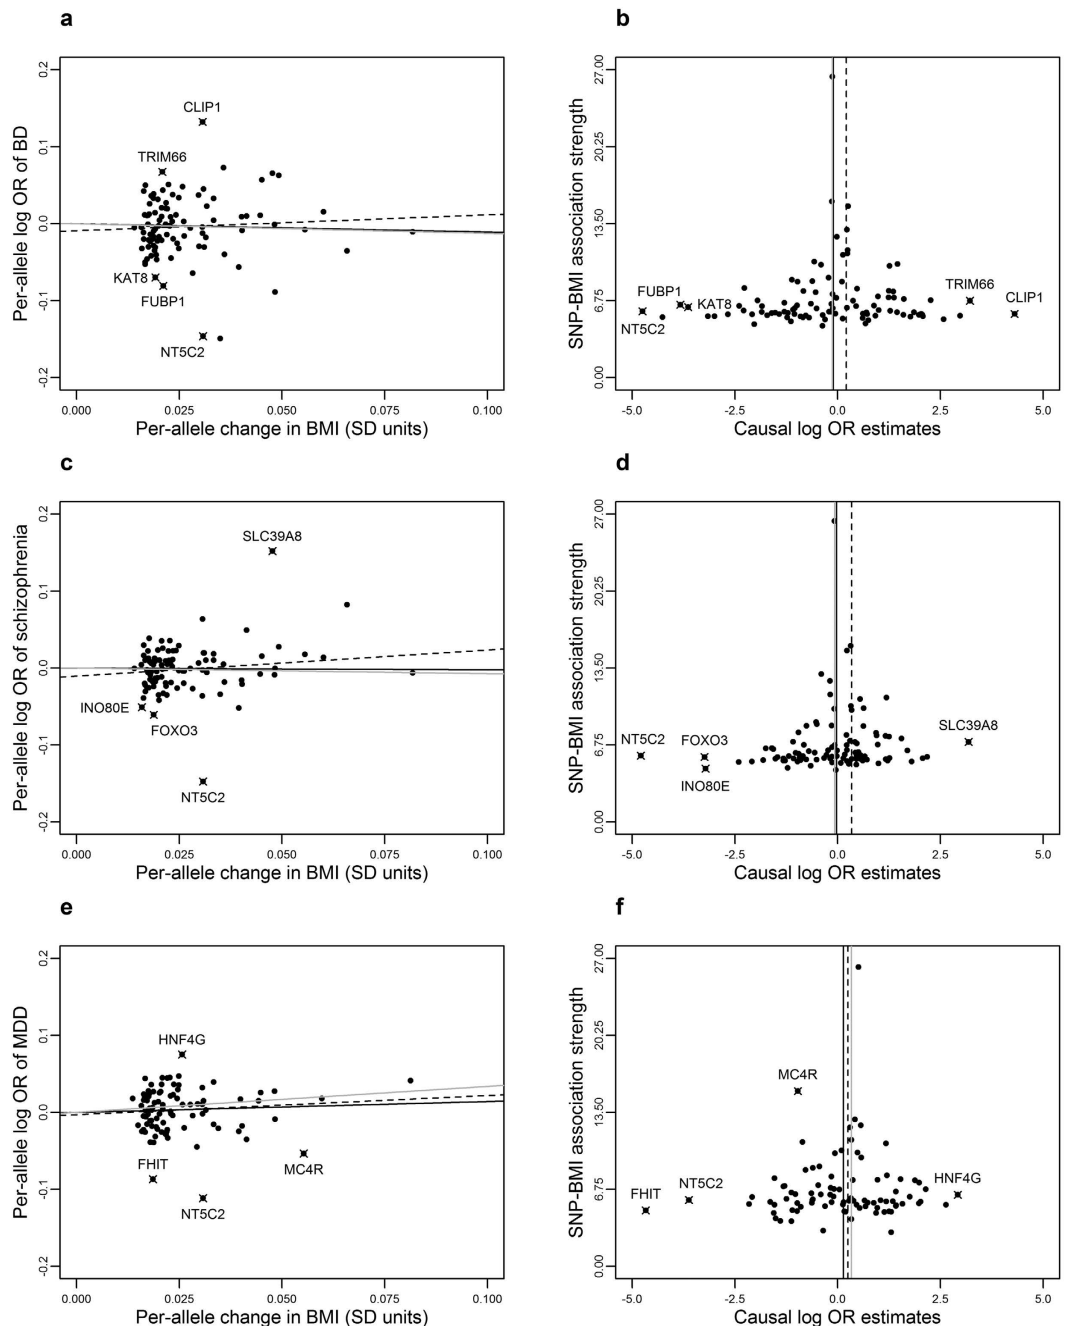 a
0.2
0.1
0.0
-0.1
-0.2
Per-allele log OR of BD
CLIP1
TRIM66
KAT8
FUBP1
NT5C2
0.000
0.025
0.050
0.075
0.100
Per-allele change in BMI (SD units)
b
27.00
20.25
13.50
6.75
0.00
SNP-BMI association strength
FUBP1
KAT8
NT5C2
TRIM66
CLIP1
-5.0
-2.5
0.0
2.5
5.0
Causal log OR estimates
c
0.2
0.1
0.0
-0.1
-0.2
Per-allele log OR of schizophrenia
SLC39A8
INO80E
FOXO3
NT5C2
0.000
0.025
0.050
0.075
0.100
Per-allele change in BMI (SD units)
d
27.00
20.25
13.50
6.75
0.00
SNP-BMI association strength
NT5C2
FOXO3
INO80E
SLC39A8
-5.0
-2.5
0.0
2.5
5.0
Causal log OR estimates
e
0.2
0.1
0.0
-0.1
-0.2
Per-allele log OR of MDD
HNF4G
FHIT
MC4R
NT5C2
0.000
0.025
0.050
0.075
0.100
Per-allele change in BMI (SD units)
f
27.00
20.25
13.50
6.75
0.00
SNP-BMI association strength
MC4R
FHIT
NT5C2
HNF4G
-5.0
-2.5
0.0
2.5
5.0
Causal log OR estimates